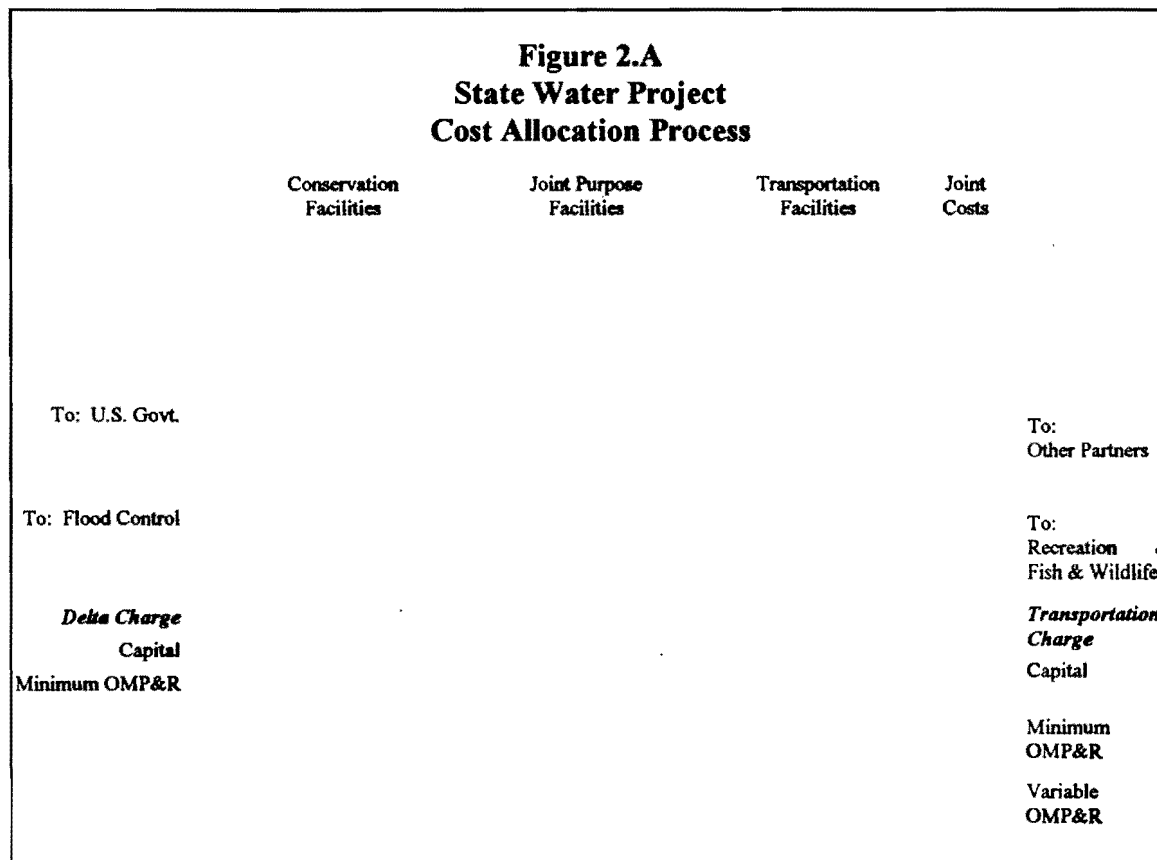 Figure 2.A
State Water Project
Cost Allocation Process
Conservation
Facilities
Joint Purpose
Facilities
Transportation
Facilities
Joint
Costs
To: U.S. Govt.
To: Flood Control
Delta Charge
Capital
Minimum OMP&R
To:
Other Partners
To:
Recreation
Fish & Wildlife
Transportation
Charge
Capital
Minimum
OMP&R
Variable
OMP&R